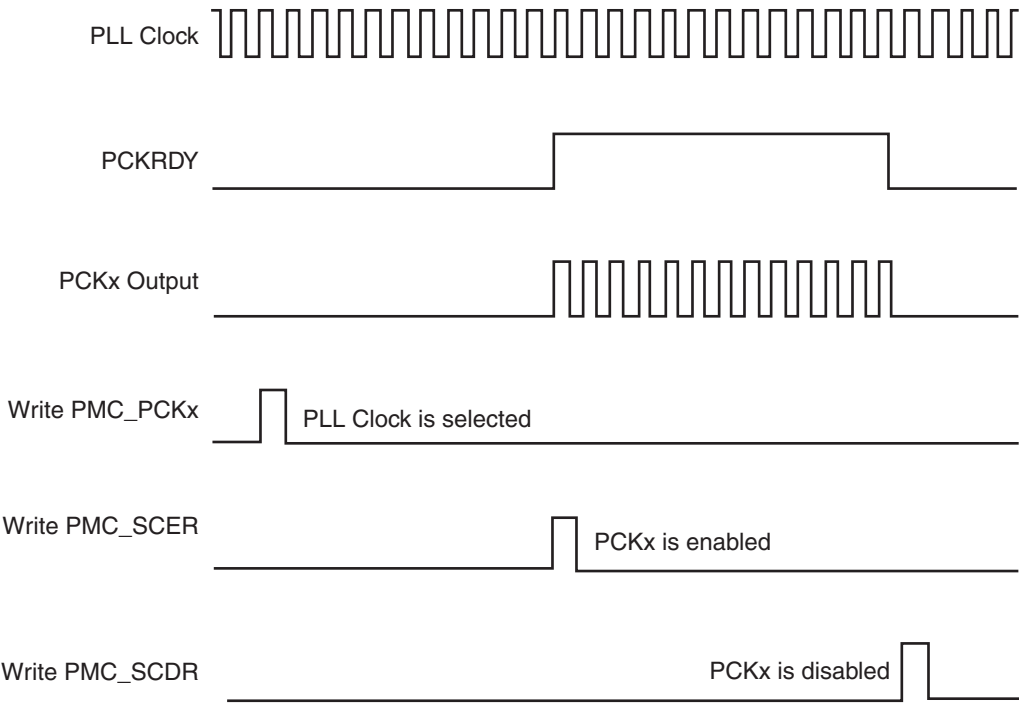 PLL Clock
PCKRDY
PCKx Output
Write PMC_PCKx
PLL Clock is selected
Write PMC_SCER
PCKx is enabled
Write PMC_SCDR
PCKx is disabled